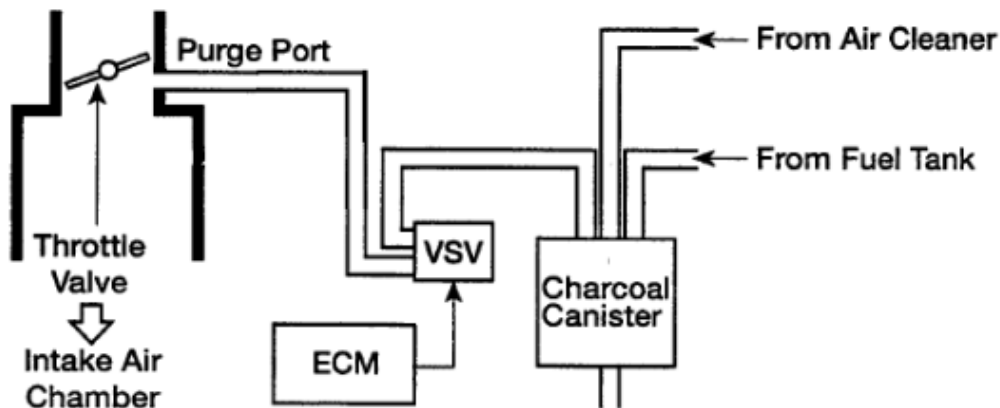 Purge Port
From Air Cleaner
From Fuel Tank
Throttle
Valve
VSV
Charcoal
Canister
ECM
Intake Air
Chamber